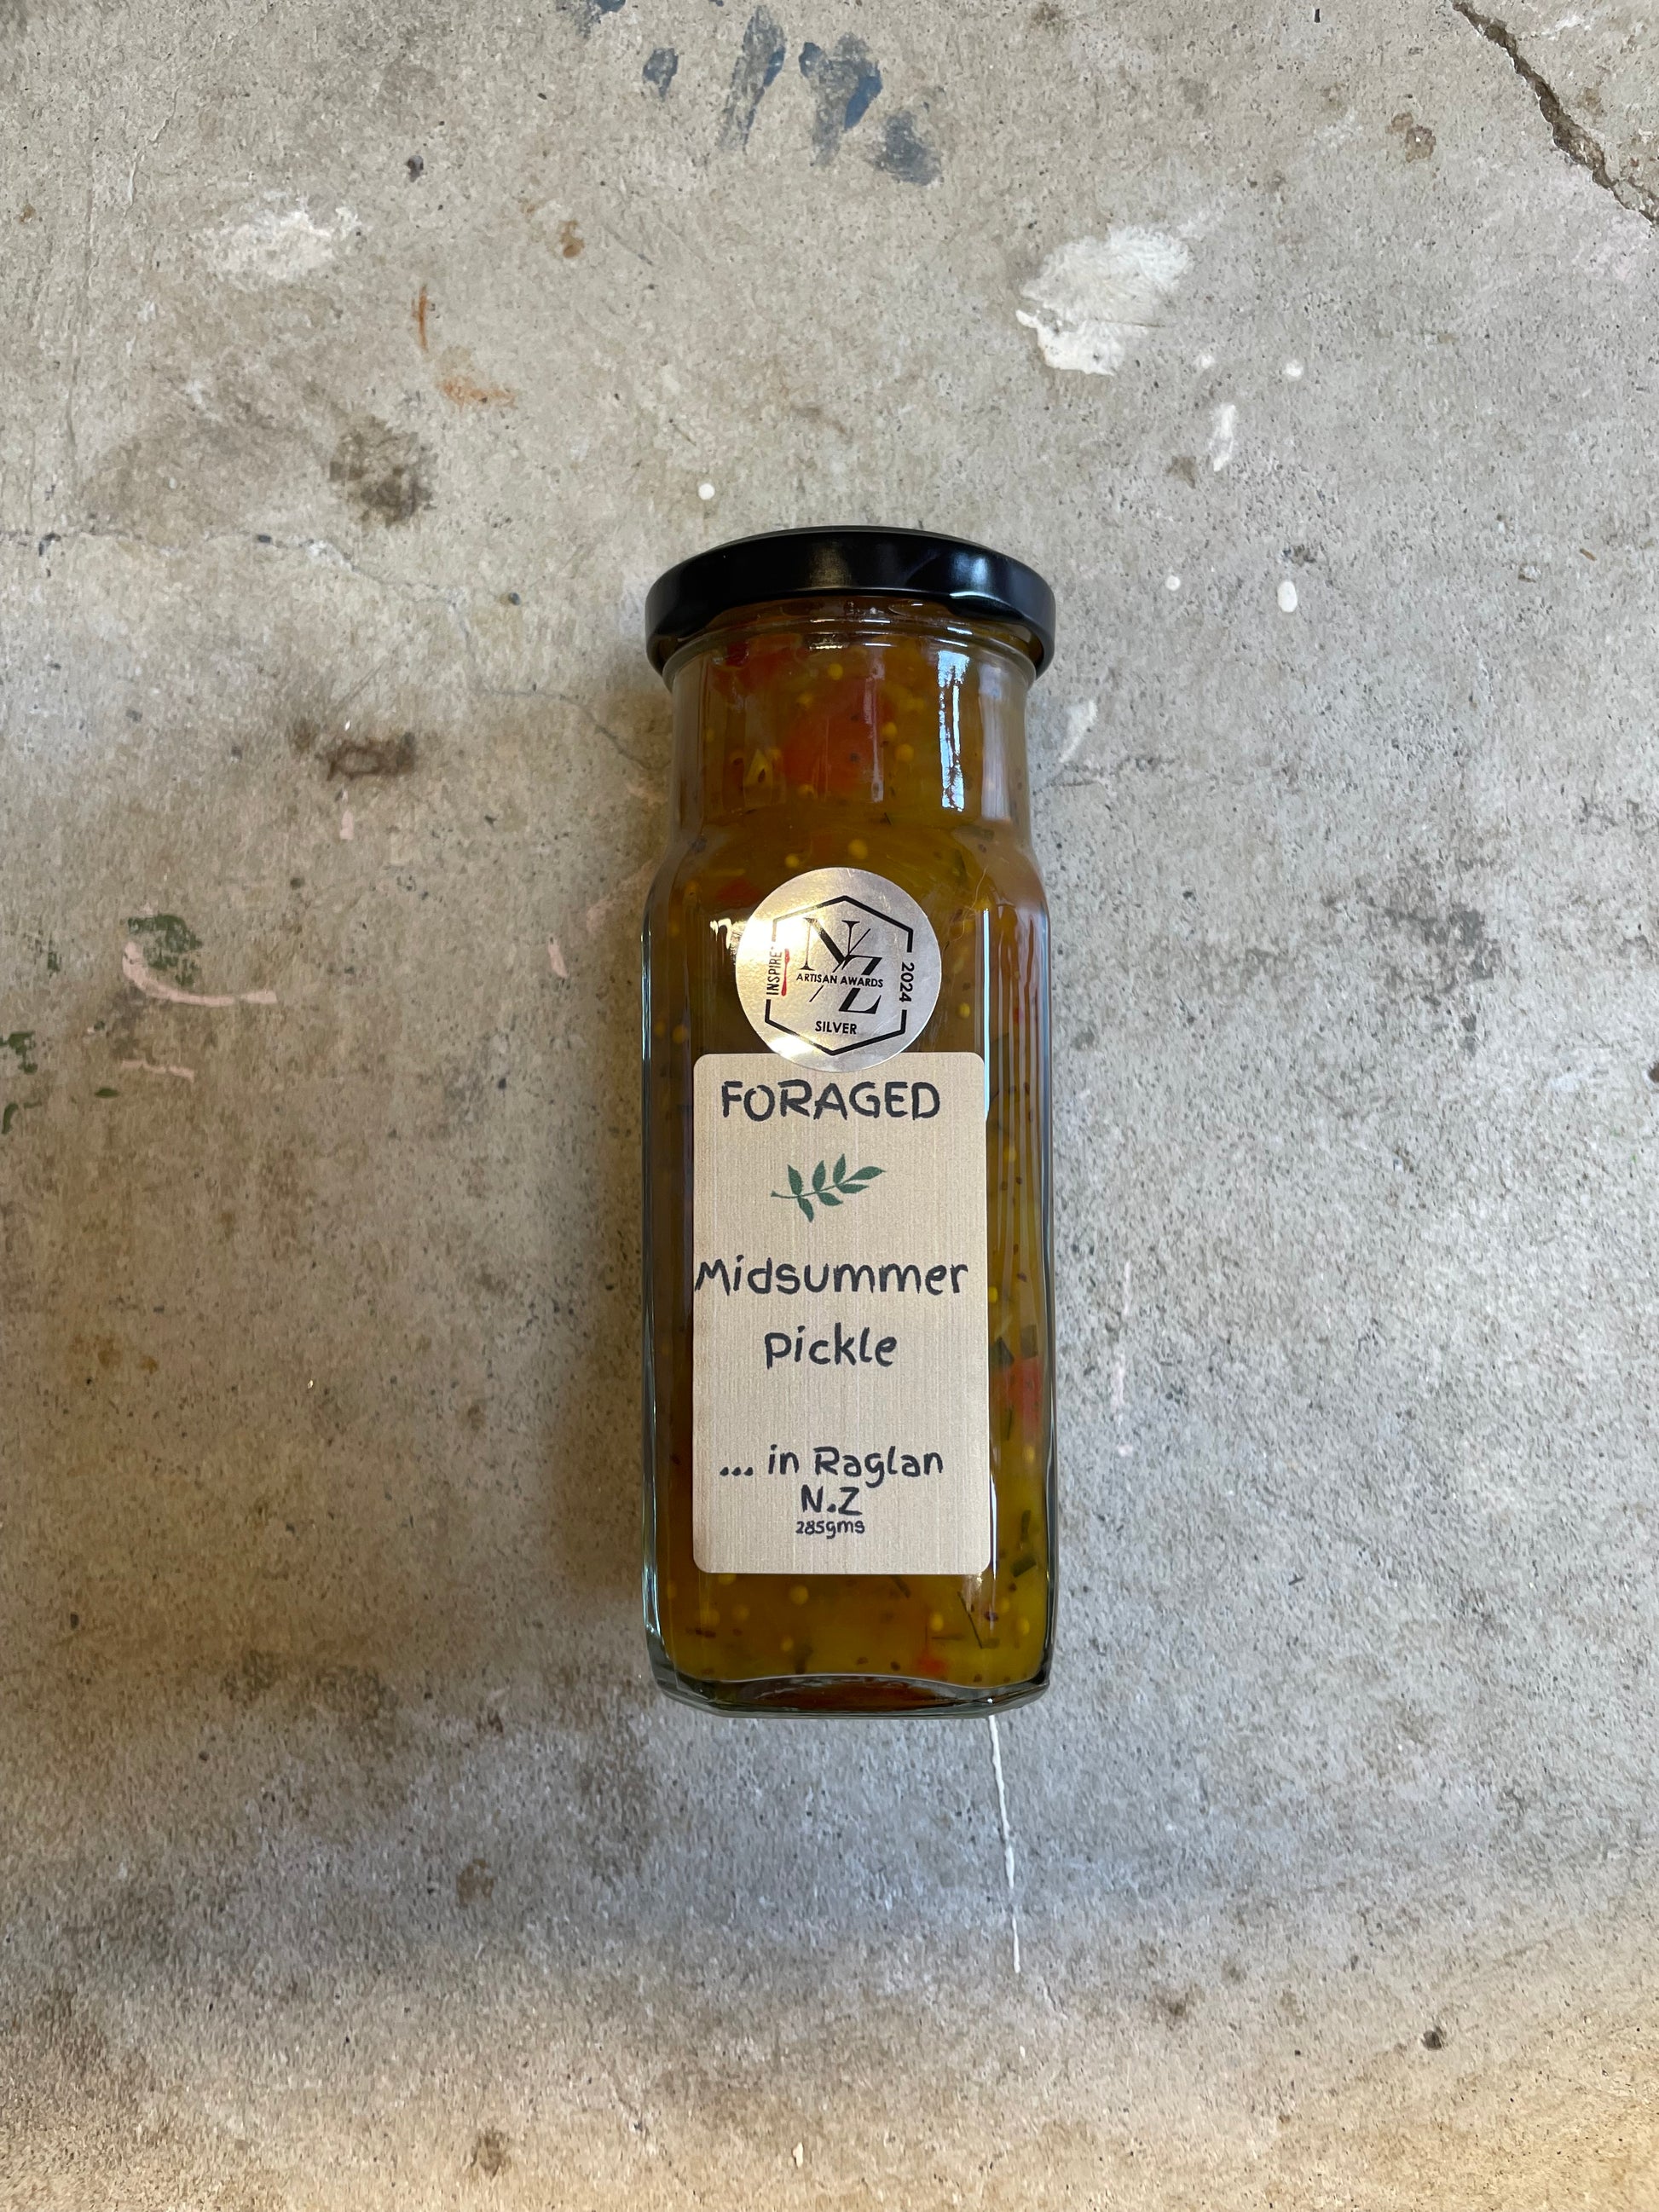 INSPIRE+
NZ
ARTISAN AWARDS
2024
SILVER
FORAGED
Midsummer
Pickle
... in Raglan
N.Z
285gms